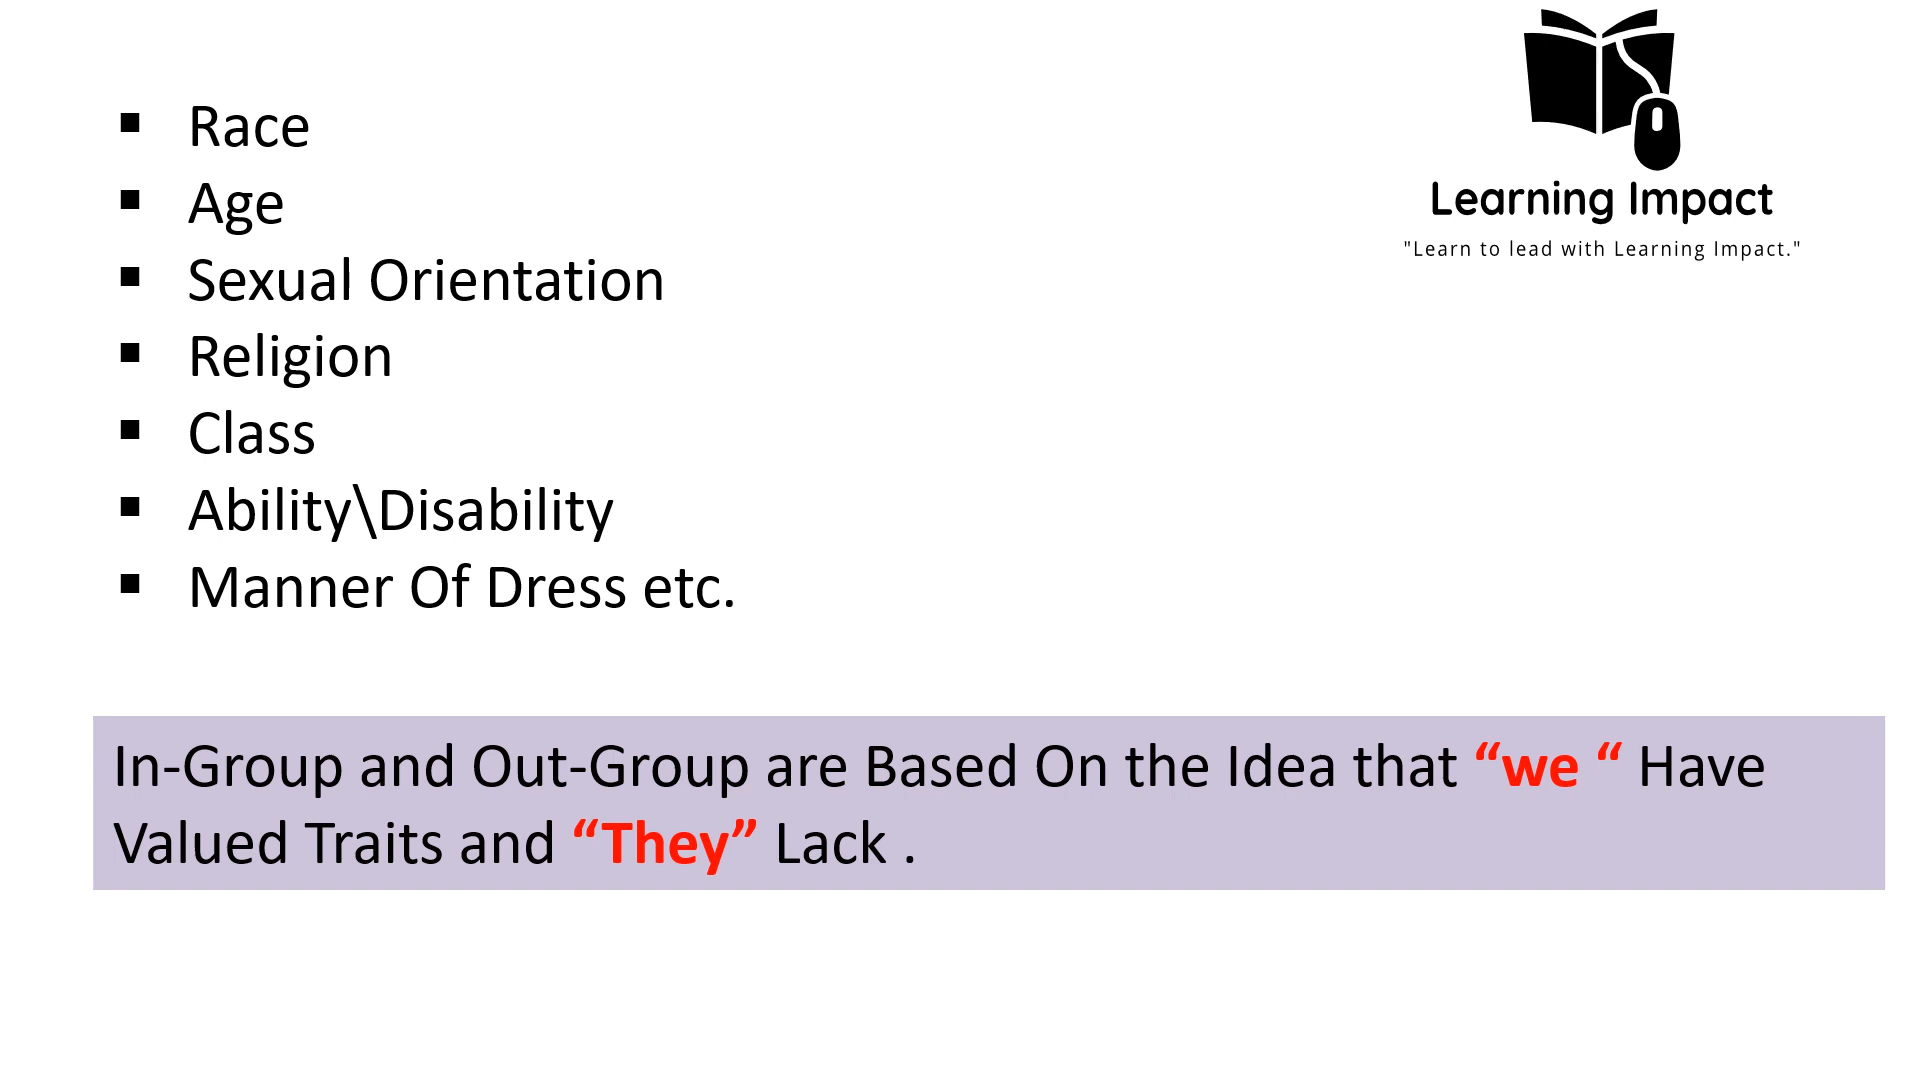 Race
Age
Sexual Orientation
Religion
Class
Ability\Disability
Manner Of Dress etc.
Learning Impact
"Learn to lead with Learning Impact."
In-Group and Out-Group are Based On the Idea that “we “ Have
Valued Traits and “They” Lack .